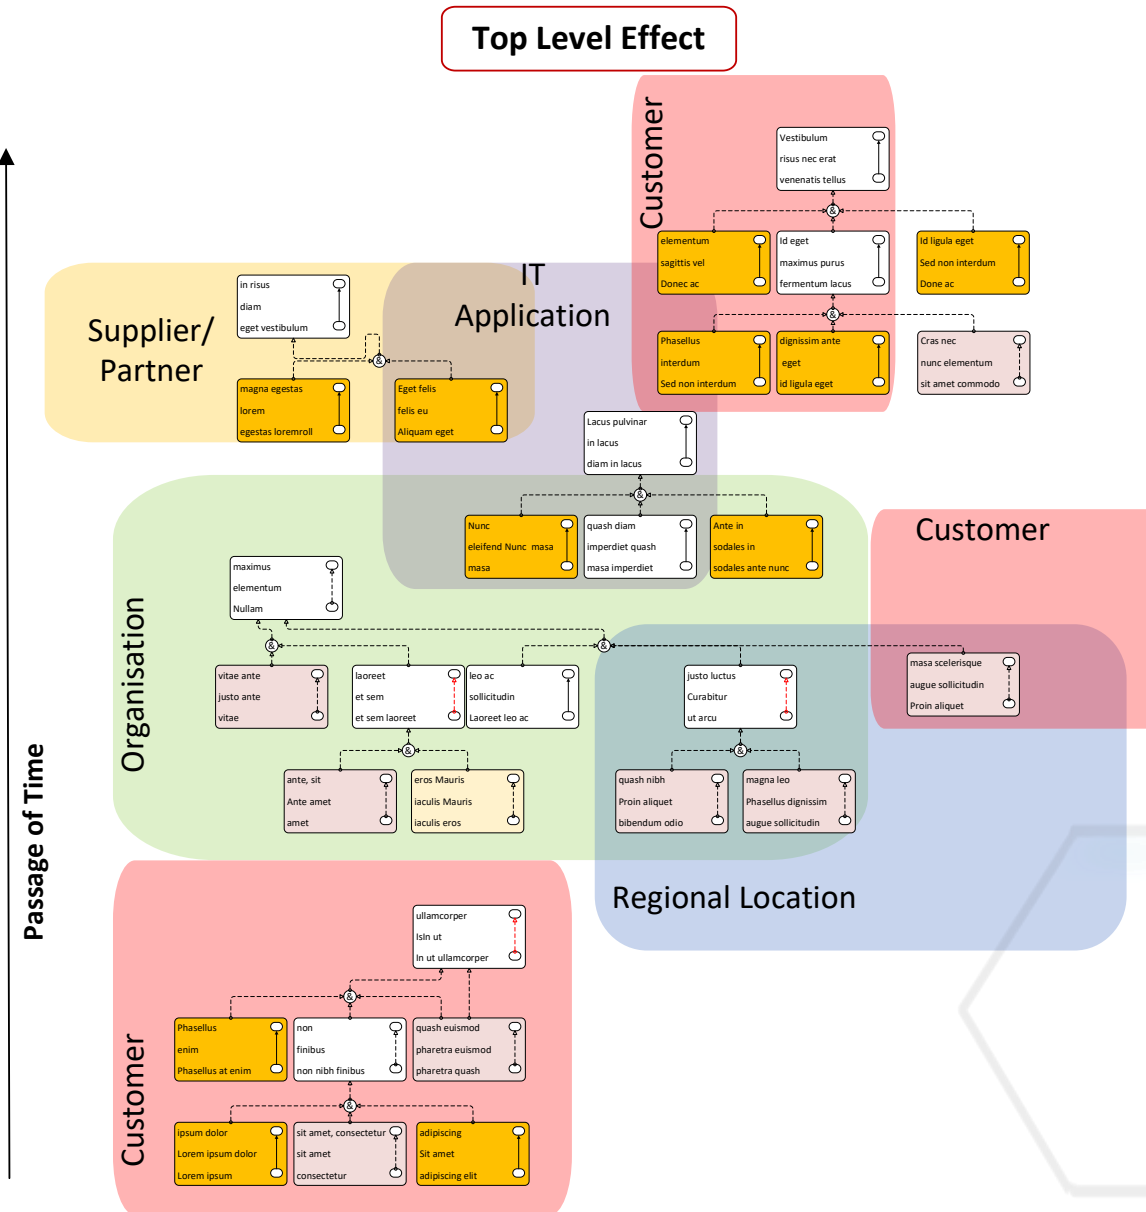 Top Level Effect
Customer
Vestibulum
risus nec erat
venenatis tellus
&
elementum
sagittis vel
Donec ac
Id eget
maximus purus
fermentum lacus
Id ligula eget
Sed non interdum
Done ac
&
Phasellus
interdum
Sed non interdum
dignissim ante
eget
id ligula eget
Cras nec
nunc elementum
sit amet commodo
IT
Application
Supplier/
Partner
in risus
diam
eget vestibulum
&
magna egestas
lorem
egestas loremroll
Eget felis
felis eu
Aliquam eget
Lacus pulvinar
in lacus
diam in lacus
&
Nunc
eleifend Nunc masa
masa
quash diam
imperdiet quash
masa imperdiet
Ante in
sodales in
sodales ante nunc
Customer
Organisation
maximus
elementum
Nullam
&
&
vitae ante
justo ante
vitae
laoreet
et sem
et sem laoreet
leo ac
sollicitudin
Laoreet leo ac
justo luctus
Curabitur
ut arcu
masa scelerisque
augue sollicitudin
Proin aliquet
&
&
ante, sit
Ante amet
amet
eros Mauris
iaculis Mauris
iaculis eros
quash nibh
Proin aliquet
bibendum odio
magna leo
Phasellus dignissim
augue sollicitudin
Regional Location
Passage of Time
Customer
ullamcorper
IsIn ut
In ut ullamcorper
&
Phasellus
enim
Phasellus at enim
non
finibus
non nibh finibus
quash euismod
pharetra euismod
pharetra quash
&
ipsum dolor
Lorem ipsum dolor
Lorem ipsum
sit amet, consectetur
sit amet
consectetur
adipiscing
Sit amet
adipiscing elit